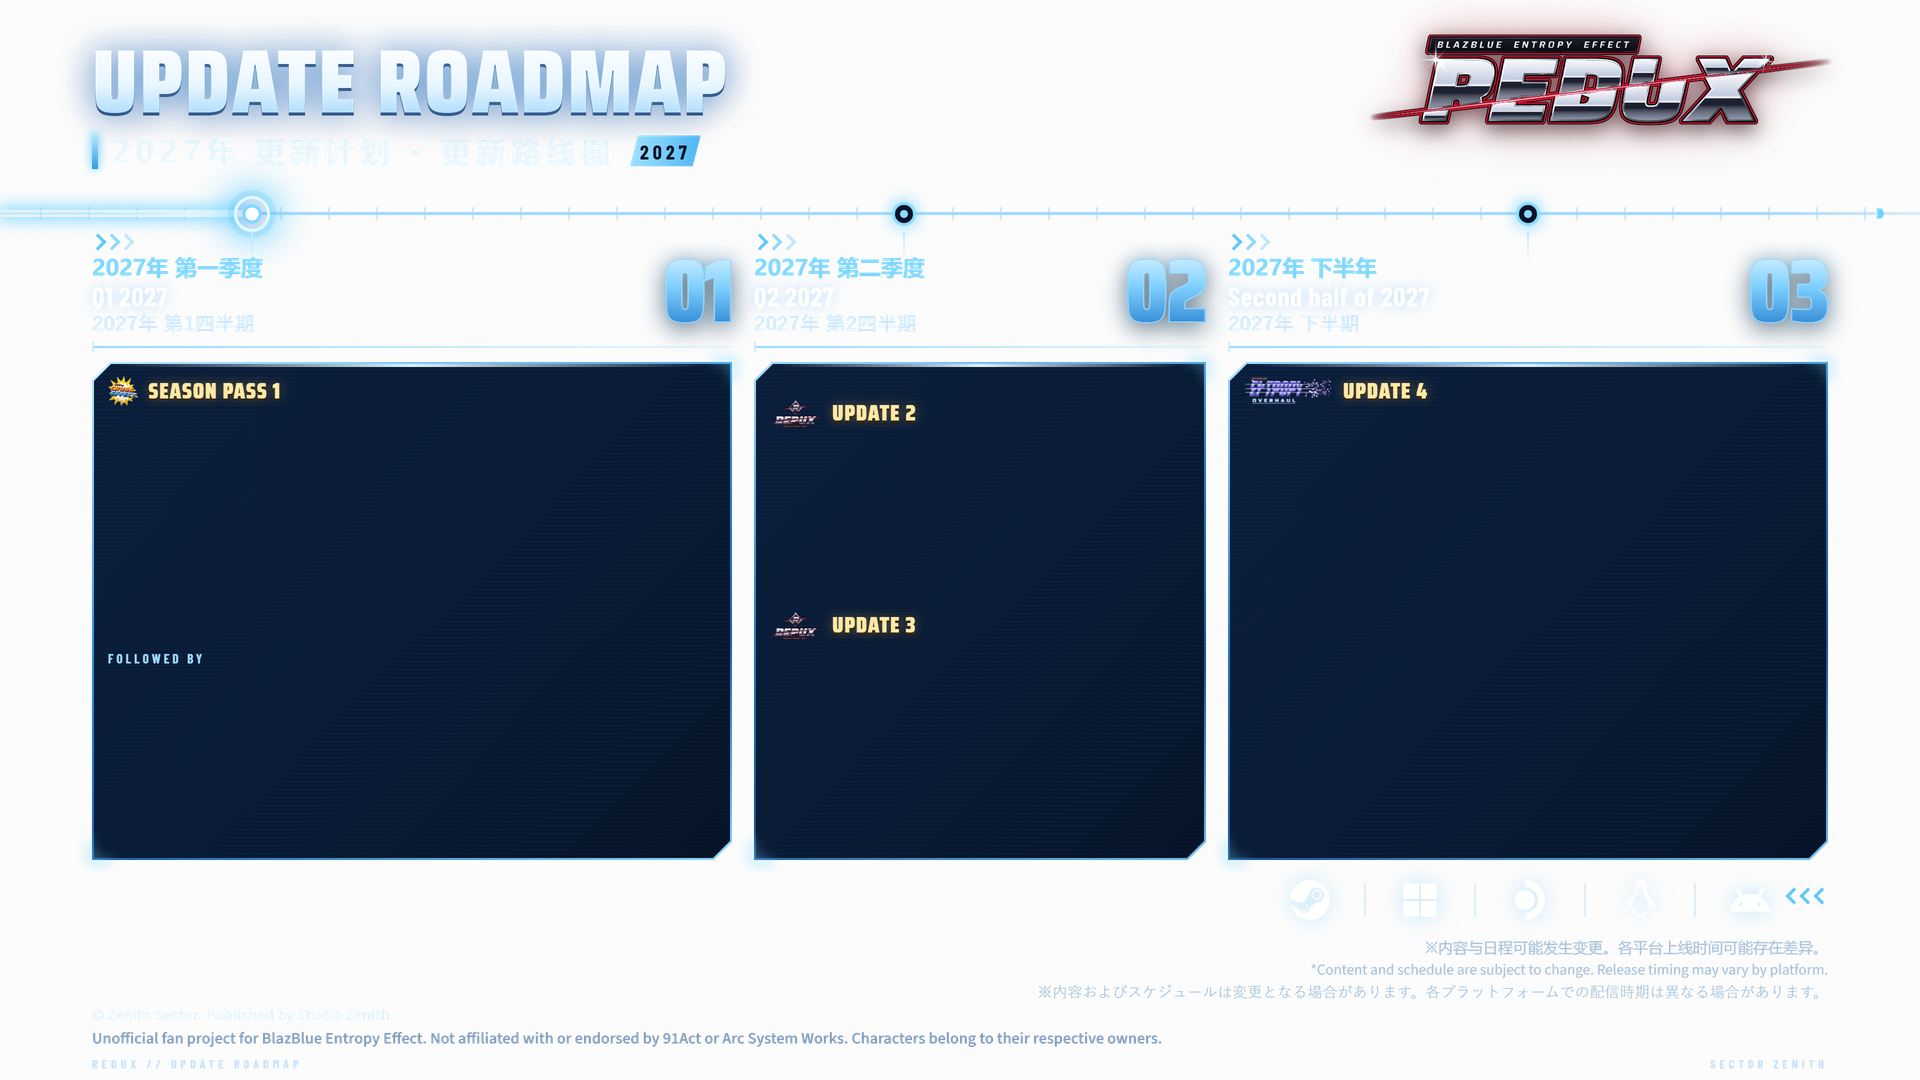 UPDATE ROADMAP
BLAZBLUE ENTROPY EFFECT
REDUX
2027年 更新计划 · 更新路线图 2027
2027年 第一季度
Q1 2027
2027年 第1四半期
01
2027年 第二季度
Q2 2027
2027年 第2四半期
02
2027年 下半年
Second half of 2027
2027年 下半期
03
SEASON PASS 1
FOLLOWED BY
REDUX UPDATE 2
REDUX UPDATE 3
ENTROPY OVERHAUL UPDATE 4
※内容与日程可能发生变更。各平台上线时间可能存在差异。
*Content and schedule are subject to change. Release timing may vary by platform.
※内容およびスケジュールは変更となる場合があります。各プラットフォームでの配信時期は異なる場合があります。
© Zenith Sector. Published by Studio Zenith.
Unofficial fan project for BlazBlue Entropy Effect. Not affiliated with or endorsed by 91Act or Arc System Works. Characters belong to their respective owners.
REDUX // UPDATE ROADMAP
SECTOR ZENITH